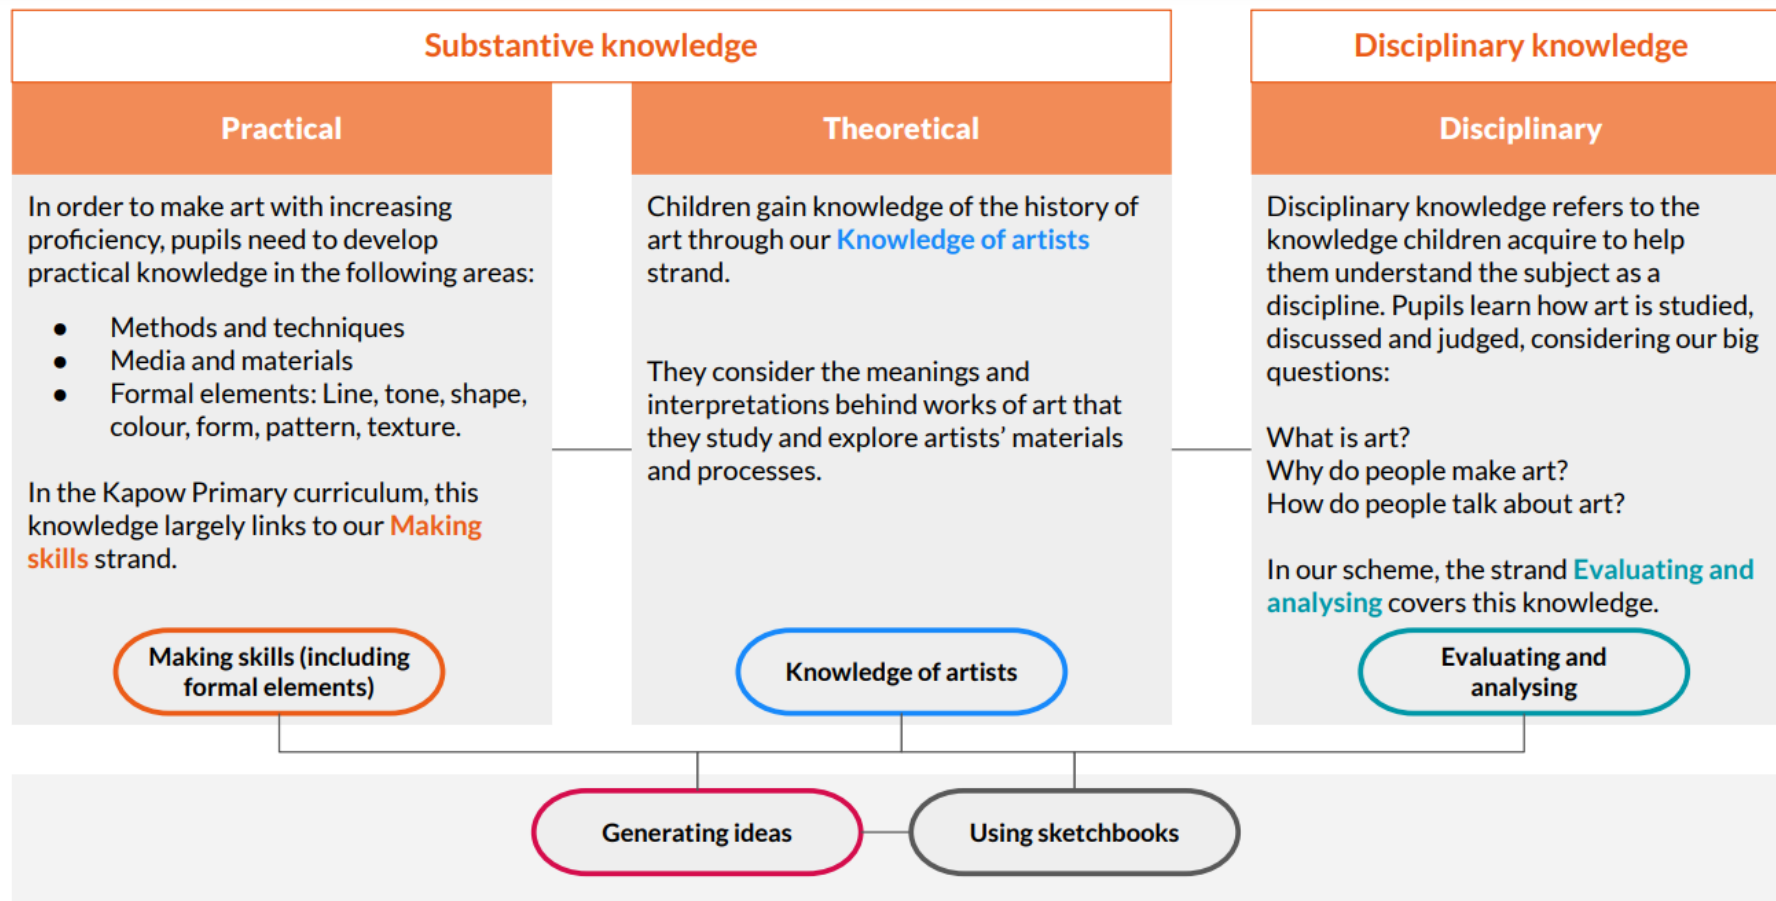 Substantive knowledge
Disciplinary knowledge
Practical
In order to make art with increasing
proficiency, pupils need to develop
practical knowledge in the following areas:
● Methods and techniques
● Media and materials
● Formal elements: Line, tone, shape,
colour, form, pattern, texture.
In the Kapow Primary curriculum, this
knowledge largely links to our Making
skills strand.
Making skills (including
formal elements)
Theoretical
Children gain knowledge of the history of
art through our Knowledge of artists
strand.
They consider the meanings and
interpretations behind works of art that
they study and explore artists’ materials
and processes.
Knowledge of artists
Disciplinary
Disciplinary knowledge refers to the
knowledge children acquire to help
them understand the subject as a
discipline. Pupils learn how art is studied,
discussed and judged, considering our big
questions:
What is art?
Why do people make art?
How do people talk about art?
In our scheme, the strand Evaluating and
analysing covers this knowledge.
Evaluating and
analysing
Generating ideas
Using sketchbooks